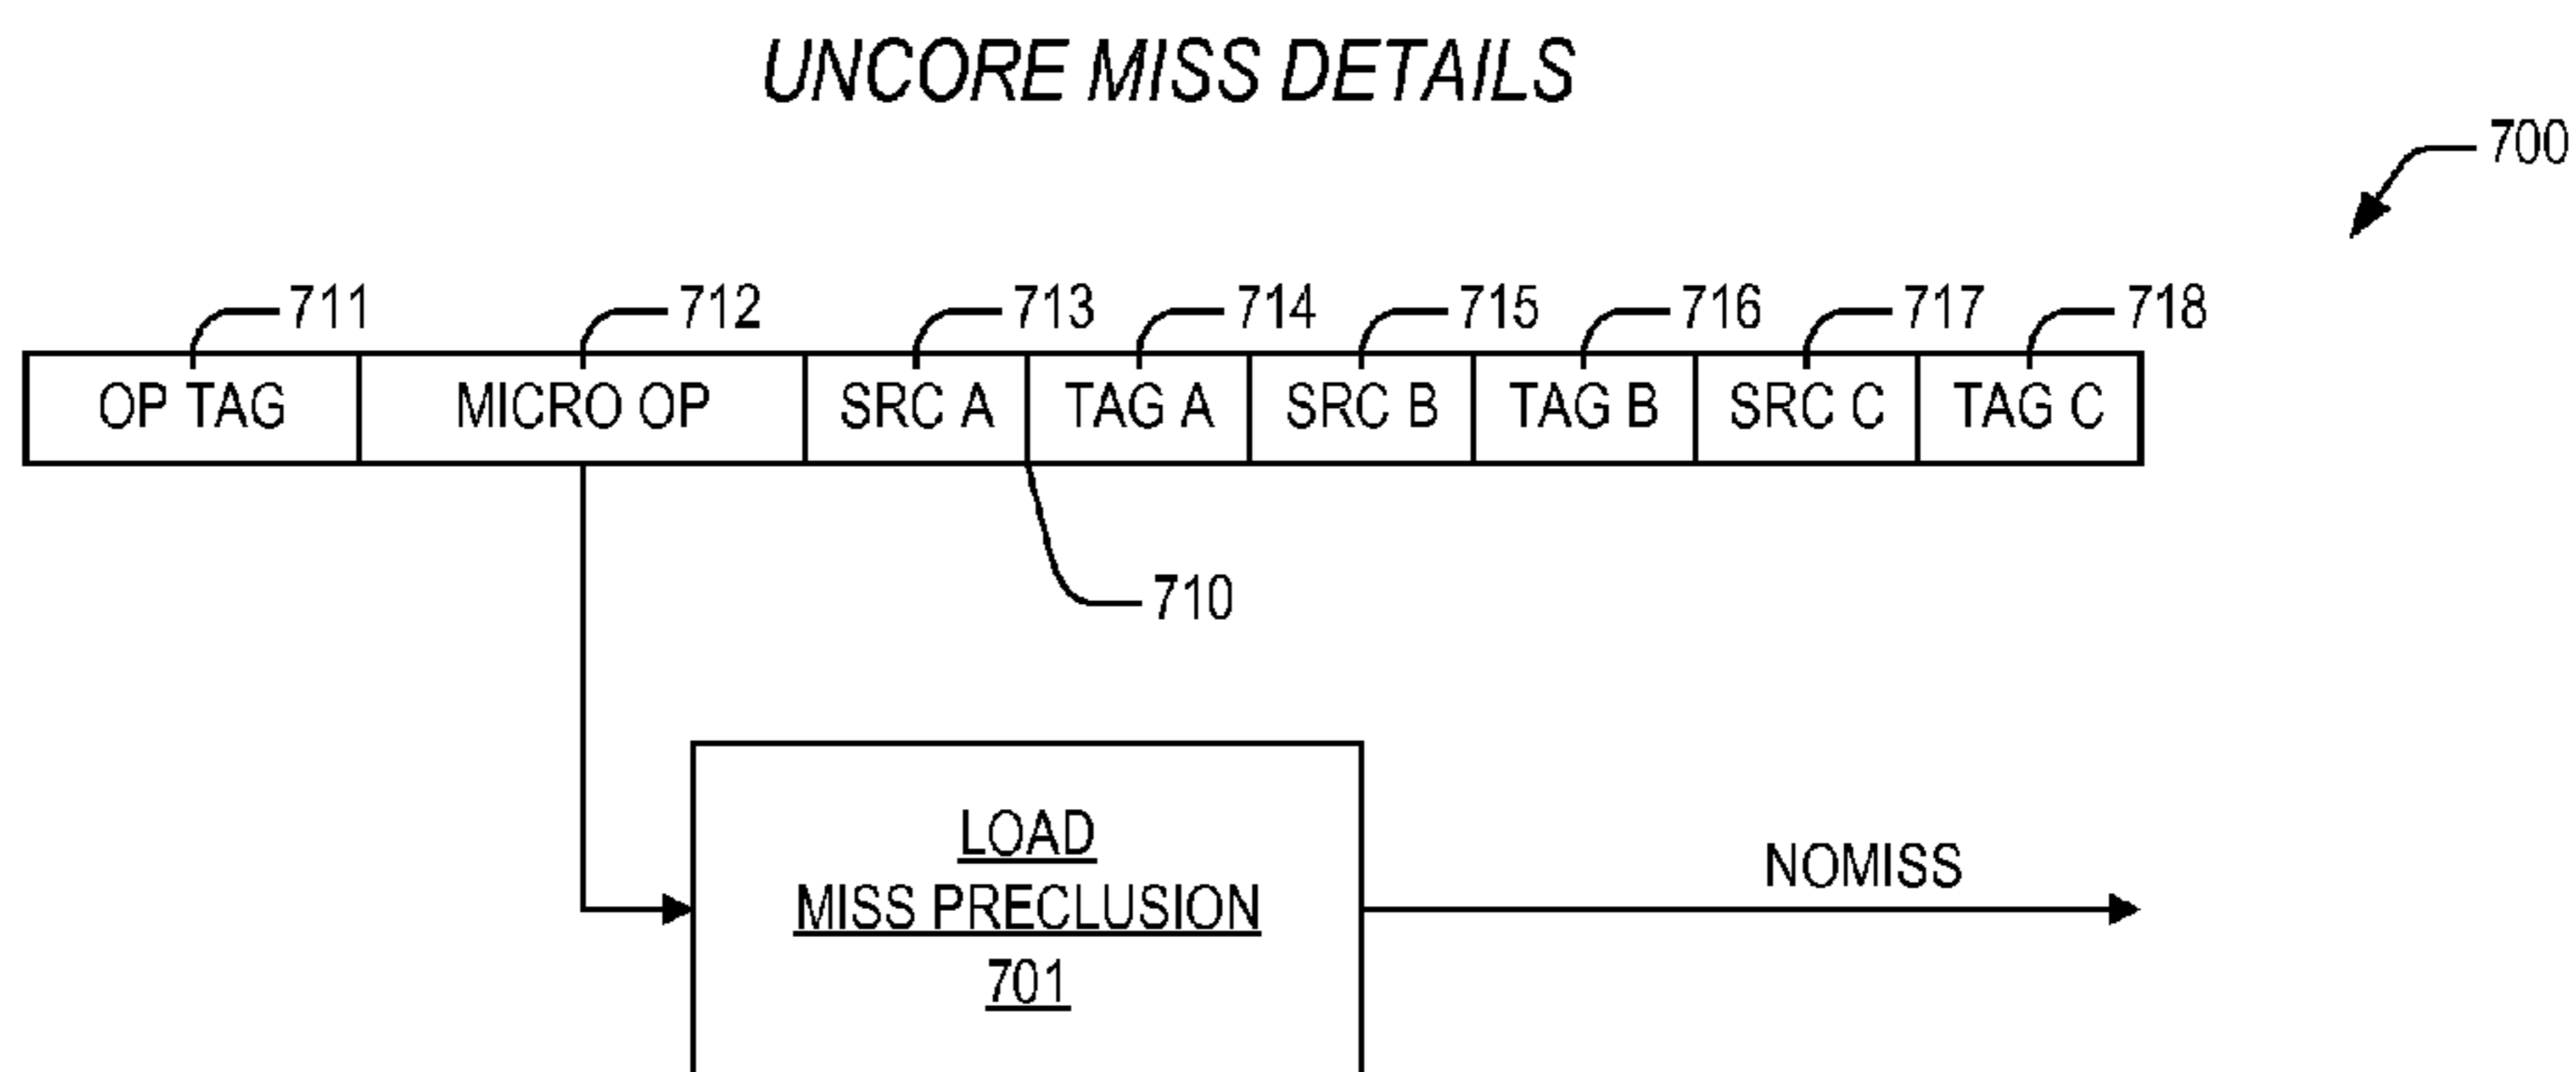 UNCORE MISS DETAILS
700
711 712 713 714 715 716 717 718
OP TAG MICRO OP SRC A TAG A SRC B TAG B SRC C TAG C
710
LOAD
MISS PRECLUSION
701
NOMISS